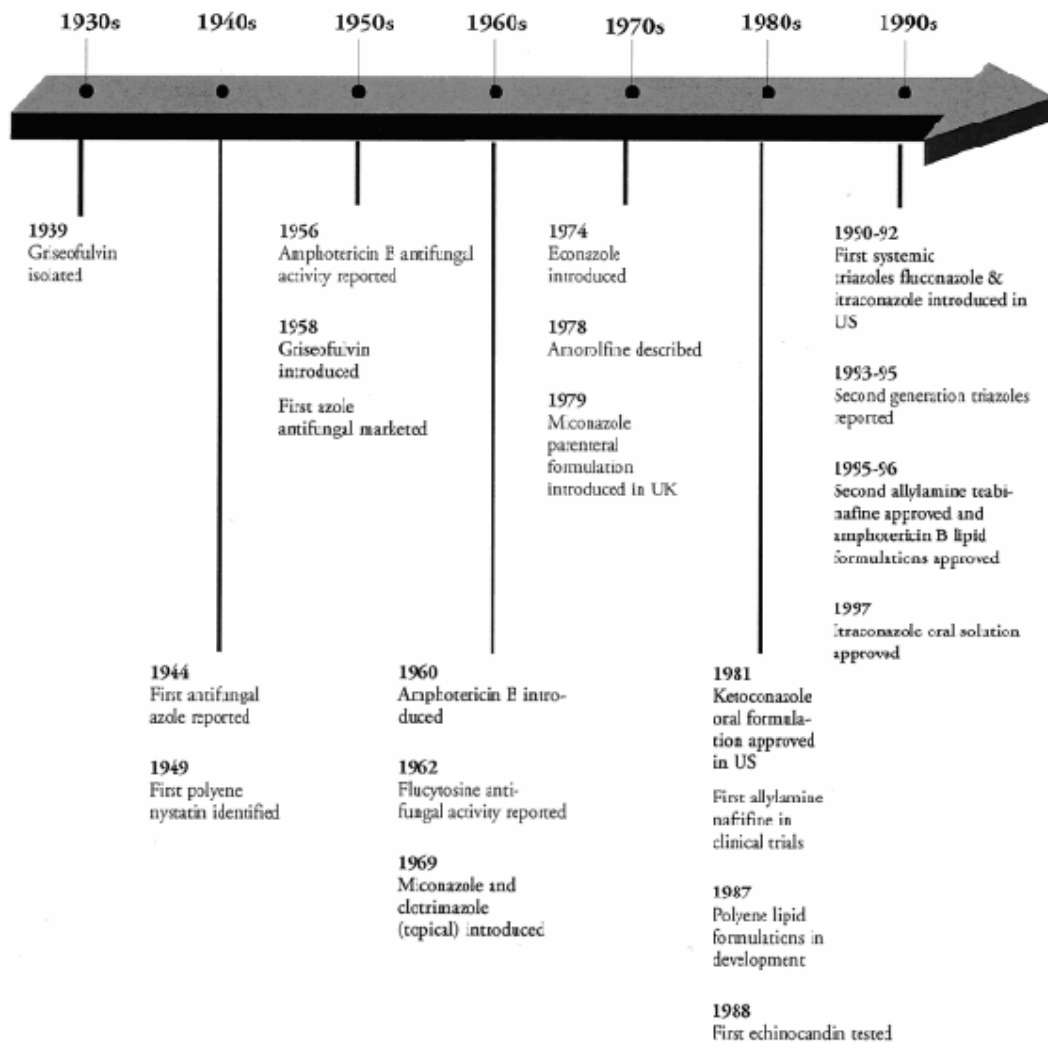 1930s 1940s 1950s 1960s 1970s 1980s 1990s
1939
Griseofulvin
isolated
1956
Amphotericin B antifungal
activity reported
1958
Griseofulvin
introduced
First azole
antifungal marketed
1974
Econazole
introduced
1978
Amorolfine described
1979
Miconazole
parenteral
formulation
introduced in UK
1990-92
First systemic
triazoles fluconazole &
itraconazole introduced in
US
1993-95
Second generation triazoles
reported
1995-96
Second allylamine teabi-
nafine approved and
amphotericin B lipid
formulations approved
1997
Itraconazole oral solution
approved
1944
First antifungal
azole reported
1949
First polyene
nystatin identified
1960
Amphotericin B intro-
duced
1962
Flucytosine anti-
fungal activity reported
1969
Miconazole and
clotrimazole
(topical) introduced
1981
Ketoconazole
oral formula-
tion approved
in US
First allylamine
naftifine in
clinical trials
1987
Polyene lipid
formulations in
development
1988
First echinocandin tested